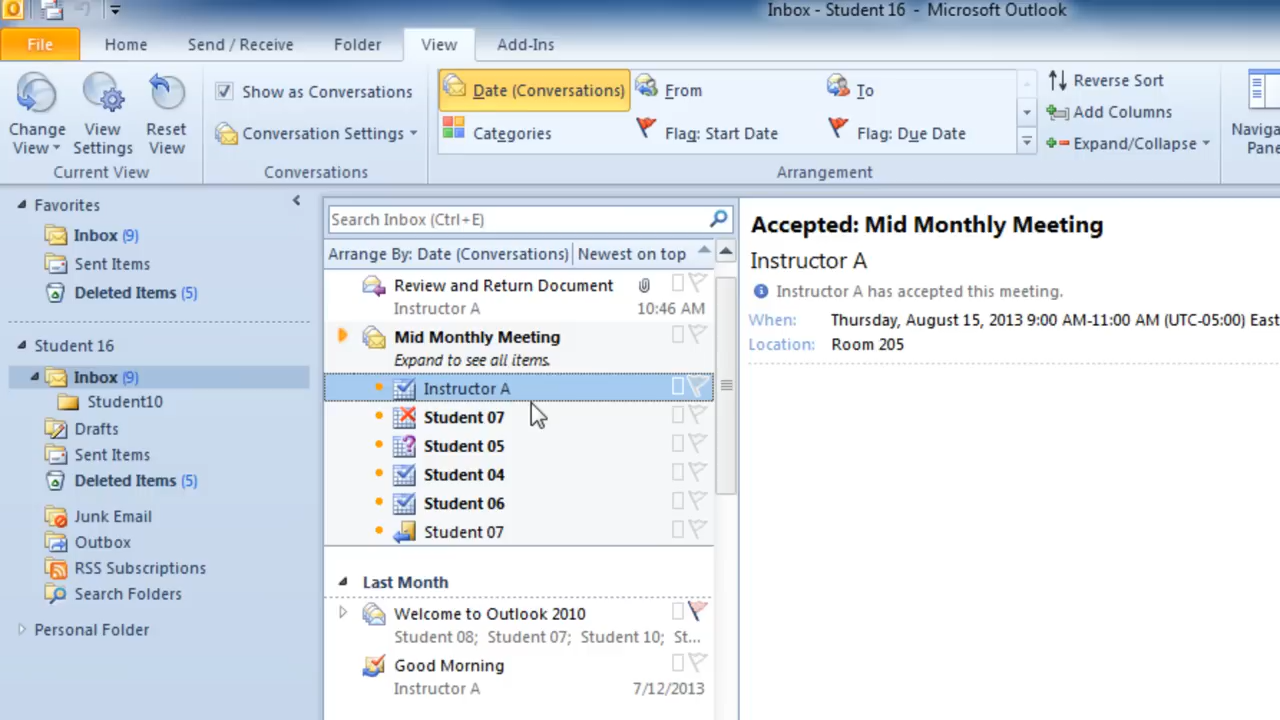 Inbox - Student 16 - Microsoft Outlook
File Home Send / Receive Folder View Add-Ins
Change View
View Settings
Reset View
Current View
Show as Conversations
Conversation Settings
Conversations
Date (Conversations) From To
Categories Flag: Start Date Flag: Due Date
Arrangement
Reverse Sort
Add Columns
Expand/Collapse
Favorites
Inbox (9)
Sent Items
Deleted Items (5)
Student 16
Inbox (9)
Student10
Drafts
Sent Items
Deleted Items (5)
Junk Email
Outbox
RSS Subscriptions
Search Folders
Personal Folder
Search Inbox (Ctrl+E)
Arrange By: Date (Conversations) Newest on top
Review and Return Document
Instructor A 10:46 AM
Mid Monthly Meeting
Expand to see all items.
Instructor A
Student 07
Student 05
Student 04
Student 06
Student 07
Last Month
Welcome to Outlook 2010
Student 08; Student 07; Student 10; St...
Good Morning
Instructor A 7/12/2013
Accepted: Mid Monthly Meeting
Instructor A
Instructor A has accepted this meeting.
When: Thursday, August 15, 2013 9:00 AM-11:00 AM (UTC-05:00) East
Location: Room 205